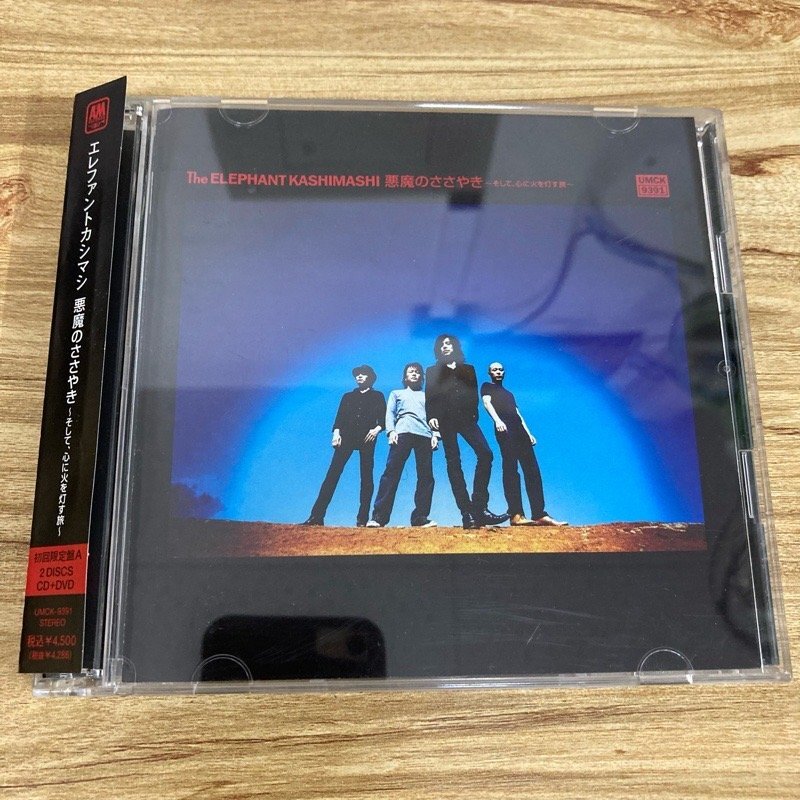 AM
エレファントカシマシ 悪魔のささやき～そして、心に火を灯す旅～
初回限定盤A
2 DISCS
CD+DVD
UMCK-9391
STEREO
税込¥4,500
(税抜¥4,286)
The ELEPHANT KASHIMASHI 悪魔のささやき～そして、心に火を灯す旅～
UMCK
9391